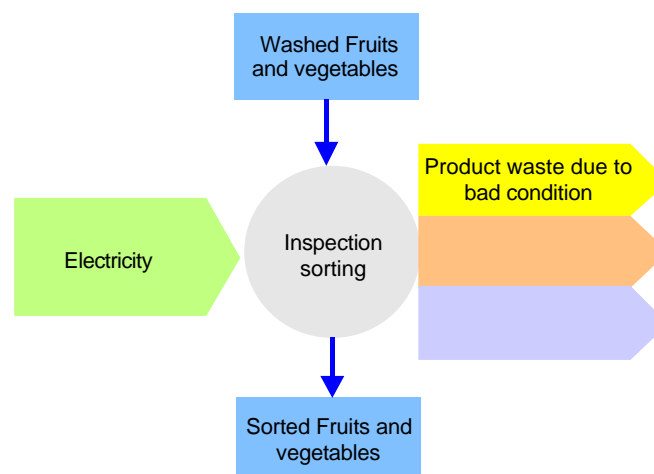 Washed Fruits
and vegetables
Product waste due to
bad condition
Electricity
Inspection
sorting
Sorted Fruits and
vegetables